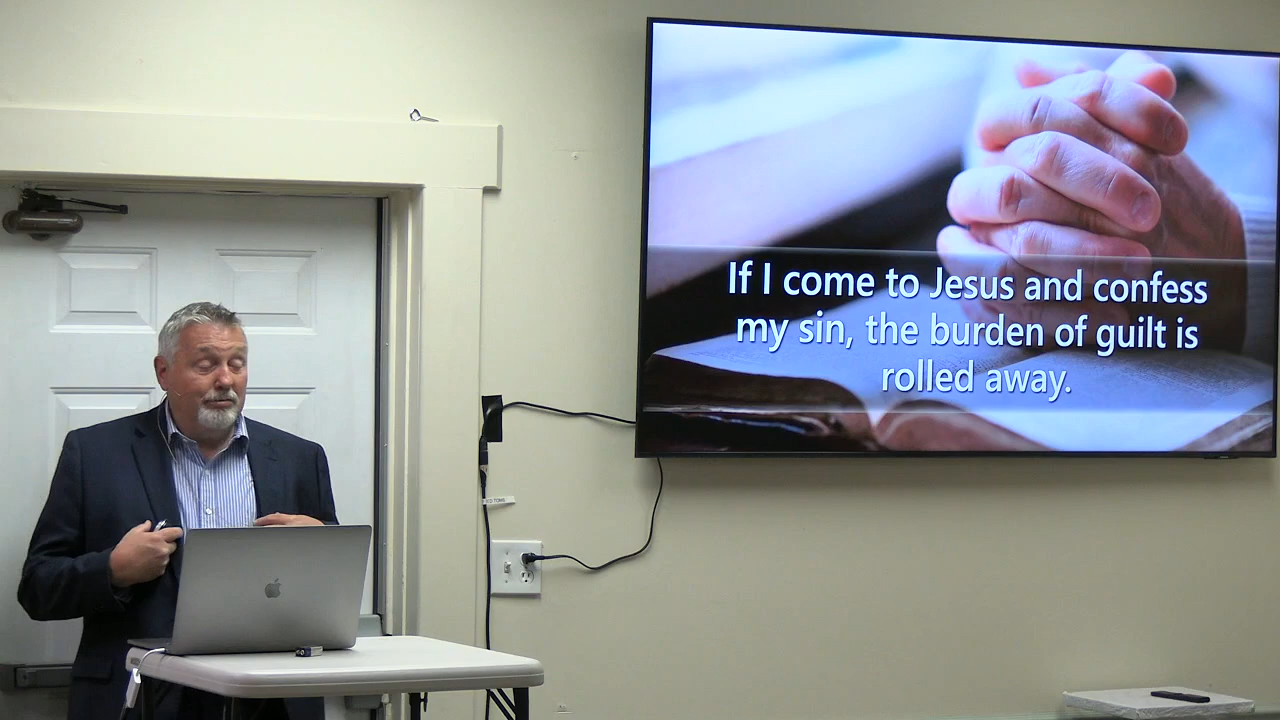 If I come to Jesus and confess
my sin, the burden of guilt is
rolled away.